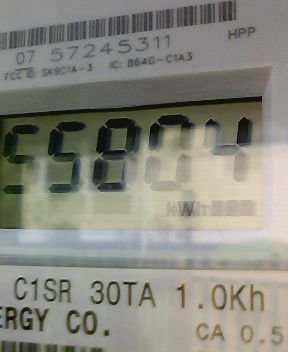 07 57245311
HPP
FCC ID: SK9C1A-3 IC: 864G-C1A3
55804
kWh
C1SR 30TA 1.0Kh
ERGY CO.
CA 0.5